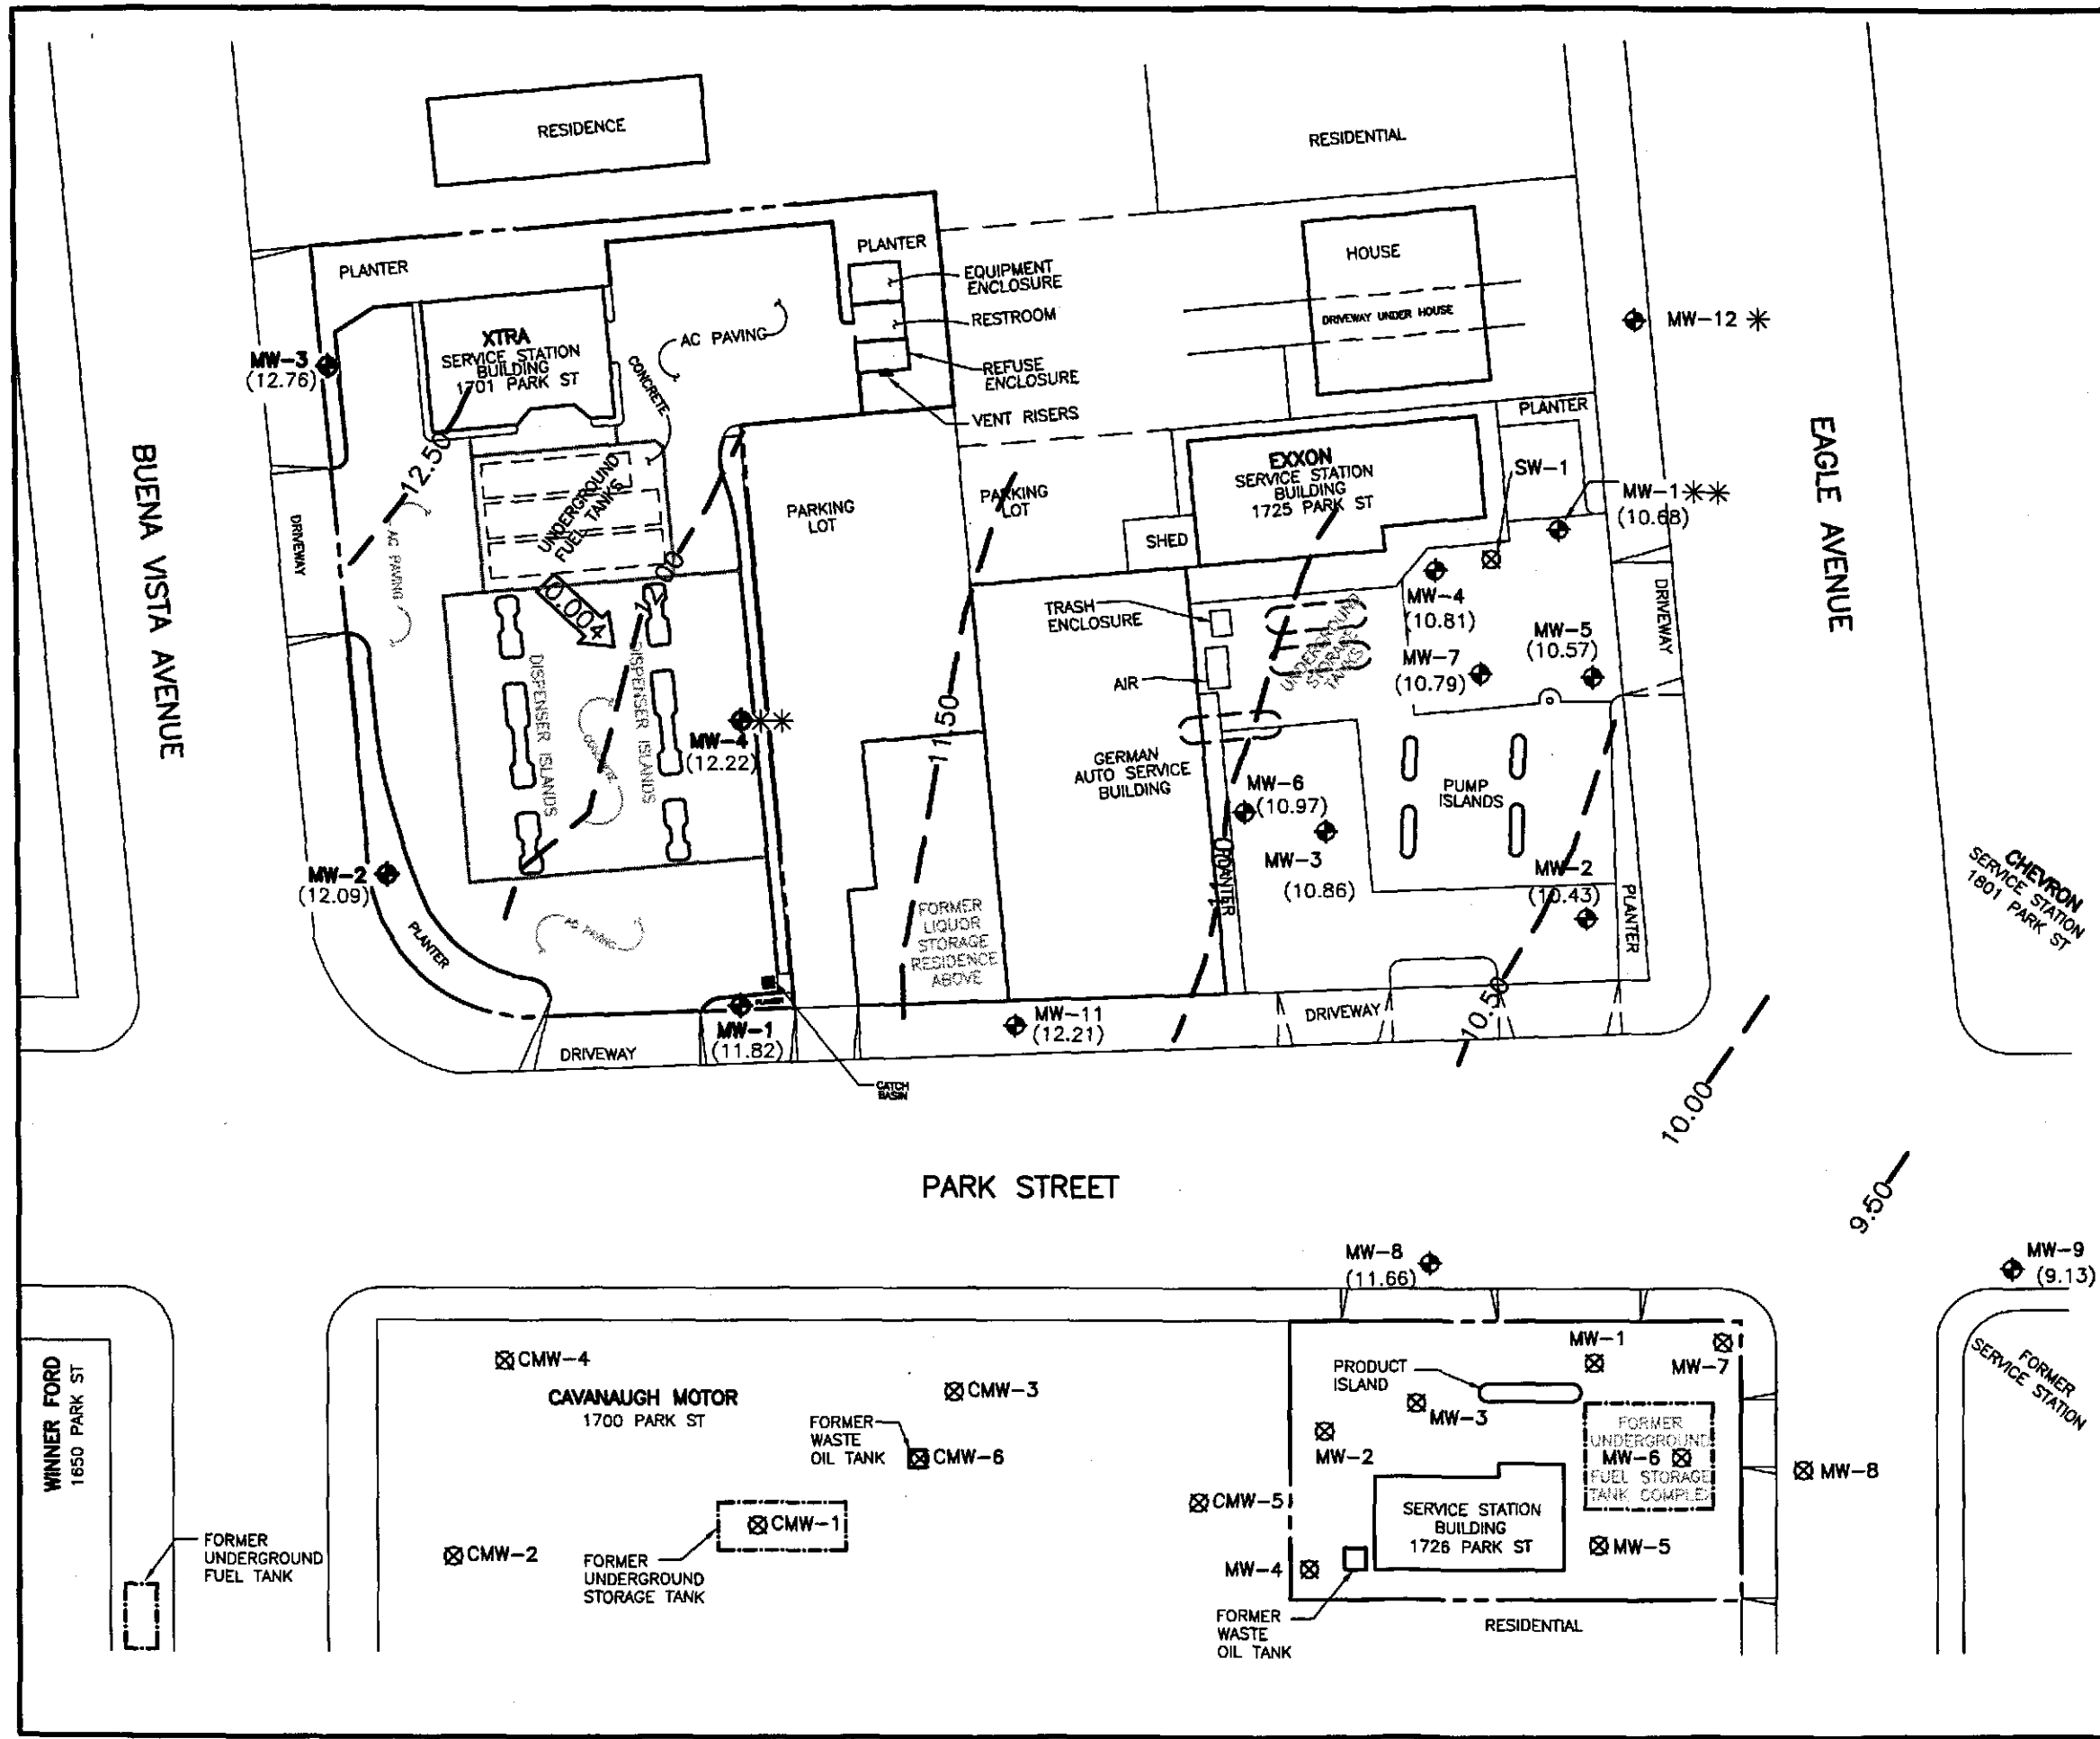 RESIDENCE
RESIDENTIAL
PLANTER
PLANTER
HOUSE
EQUIPMENT
ENCLOSURE
DRIVEWAY UNDER HOUSE
RESTROOM
MW-12 *
XTRA
SERVICE STATION
BUILDING
1701 PARK ST
AC PAVING
MW-3
(12.76)
CONCRETE
REFUSE
ENCLOSURE
VENT RISERS
PLANTER
BUENA VISTA AVENUE
EAGLE AVENUE
12.50
UNDERGROUND
FUEL TANKS
PARKING
LOT
PARKING
LOT
EXXON
SERVICE STATION
BUILDING
1725 PARK ST
SW-1
MW-1 **
(10.68)
SHED
DRIVEWAY
AC PAVING
0.004
12.00
TRASH
ENCLOSURE
UNDERGROUND
STORAGE
TANKS
MW-4
(10.81)
MW-5
(10.57)
DRIVEWAY
MW-7
(10.79)
AIR
DISPENSER ISLANDS
DISPENSER ISLANDS
CONCRETE
MW-4 **
(12.22)
11.50
GERMAN
AUTO SERVICE
BUILDING
PUMP
ISLANDS
MW-6
(10.97)
MW-3
(10.86)
MW-2
(10.43)
PLANTER
PLANTER
MW-2
(12.09)
PLANTER
AC PAVING
FORMER
LIQUOR
STORAGE
RESIDENCE
ABOVE
CHEVRON
SERVICE STATION
1801 PARK ST
PLANTER
MW-1
(11.82)
DRIVEWAY
MW-11
(12.21)
DRIVEWAY
10.50
CATCH
BASIN
10.00
PARK STREET
9.50
MW-8
(11.66)
MW-9
(9.13)
WINNER FORD
1650 PARK ST
CMW-4
CAVANAUGH MOTOR
1700 PARK ST
CMW-3
PRODUCT
ISLAND
MW-1
MW-7
FORMER
SERVICE STATION
FORMER
WASTE
OIL TANK
CMW-6
MW-3
MW-2
FORMER
UNDERGROUND
MW-6
FUEL STORAGE
TANK COMPLEX
MW-8
CMW-5
CMW-1
SERVICE STATION
BUILDING
1726 PARK ST
MW-5
FORMER
UNDERGROUND
FUEL TANK
CMW-2
FORMER
UNDERGROUND
STORAGE TANK
MW-4
FORMER
WASTE
OIL TANK
RESIDENTIAL